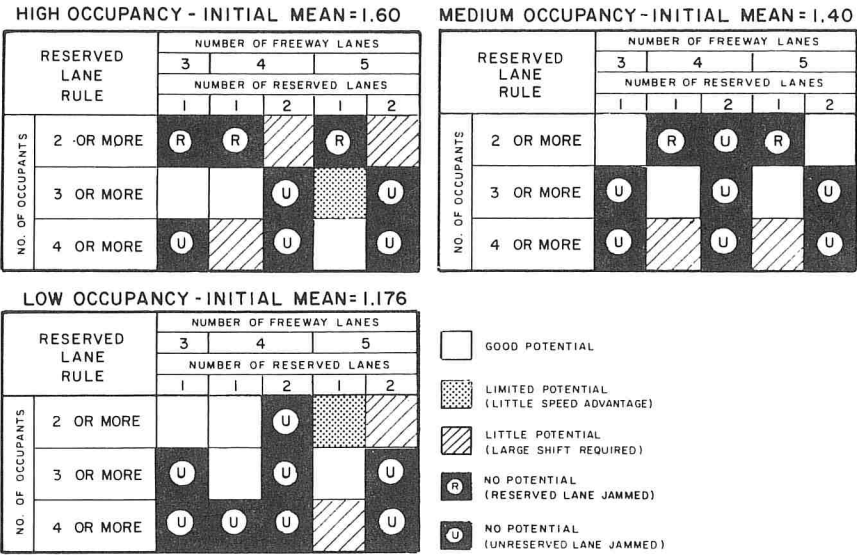 HIGH OCCUPANCY - INITIAL MEAN=1.60
RESERVED LANE RULE
NUMBER OF FREEWAY LANES
3 4 5
NUMBER OF RESERVED LANES
1 1 2 1 2
NO. OF OCCUPANTS
2 OR MORE R R R
3 OR MORE U U
4 OR MORE U U U
MEDIUM OCCUPANCY - INITIAL MEAN=1.40
RESERVED LANE RULE
NUMBER OF FREEWAY LANES
3 4 5
NUMBER OF RESERVED LANES
1 1 2 1 2
NO. OF OCCUPANTS
2 OR MORE R U R
3 OR MORE U U U
4 OR MORE U U U
LOW OCCUPANCY - INITIAL MEAN=1.176
RESERVED LANE RULE
NUMBER OF FREEWAY LANES
3 4 5
NUMBER OF RESERVED LANES
1 1 2 1 2
NO. OF OCCUPANTS
2 OR MORE U
3 OR MORE U U U
4 OR MORE U U U U
GOOD POTENTIAL
LIMITED POTENTIAL
(LITTLE SPEED ADVANTAGE)
LITTLE POTENTIAL
(LARGE SHIFT REQUIRED)
R NO POTENTIAL
(RESERVED LANE JAMMED)
U NO POTENTIAL
(UNRESERVED LANE JAMMED)